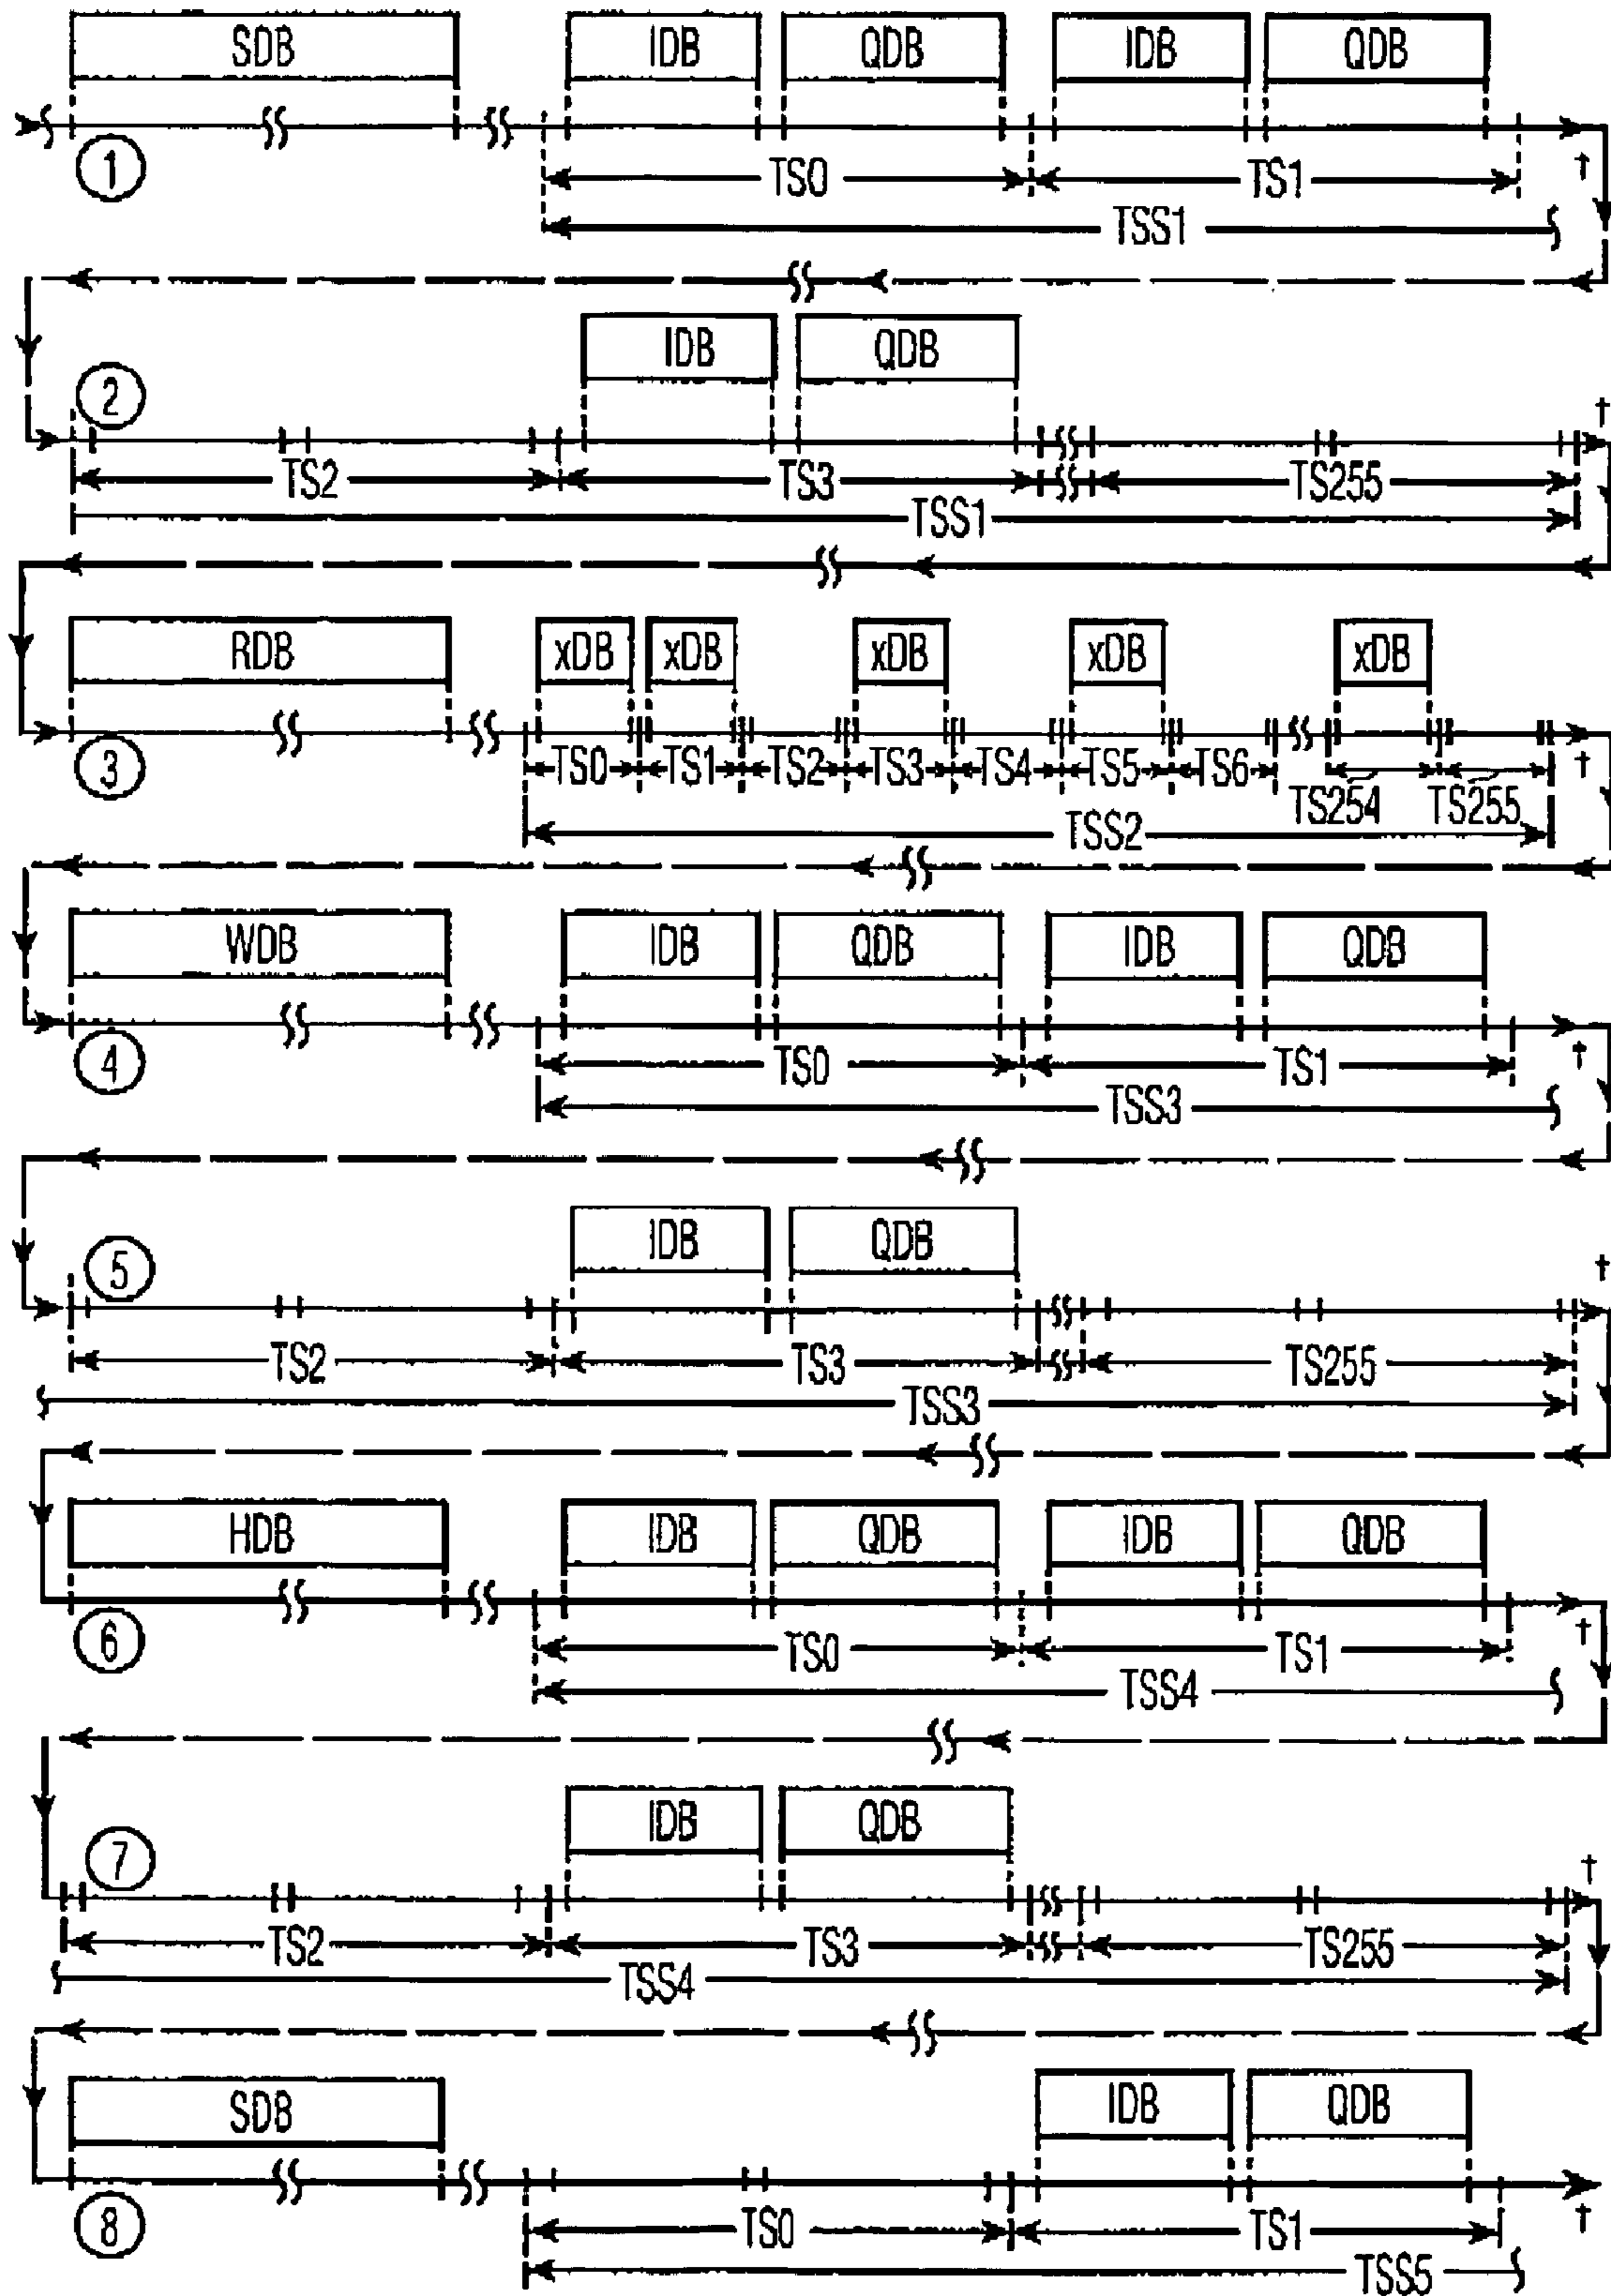 SDB IDB QDB IDB QDB
1 TS0 TS1 †
TSS1
IDB QDB
2 †
TS2 TS3 TS255
TSS1
RDB xDB xDB xDB xDB xDB
3 TS0 TS1 TS2 TS3 TS4 TS5 TS6 †
TS254 TS255
TSS2
WDB IDB QDB IDB QDB
4 TS0 TS1 †
TSS3
IDB QDB
5 †
TS2 TS3 TS255
TSS3
HDB IDB QDB IDB QDB
6 TS0 TS1 †
TSS4
IDB QDB
7 †
TS2 TS3 TS255
TSS4
SDB IDB QDB
8 TS0 TS1 †
TSS5